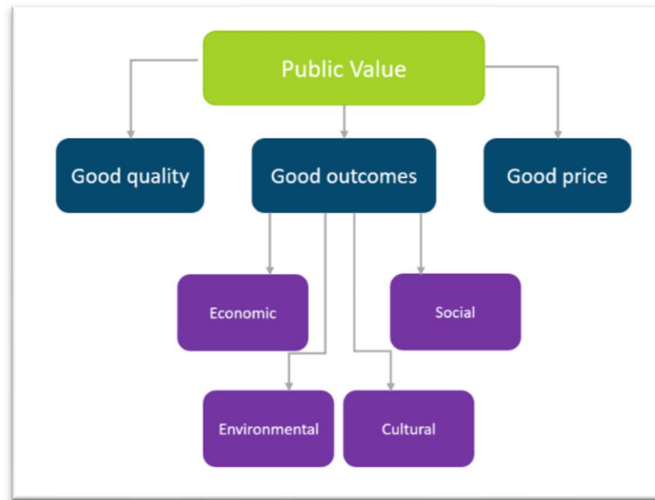 Public Value
Good quality
Good outcomes
Good price
Economic
Social
Environmental
Cultural